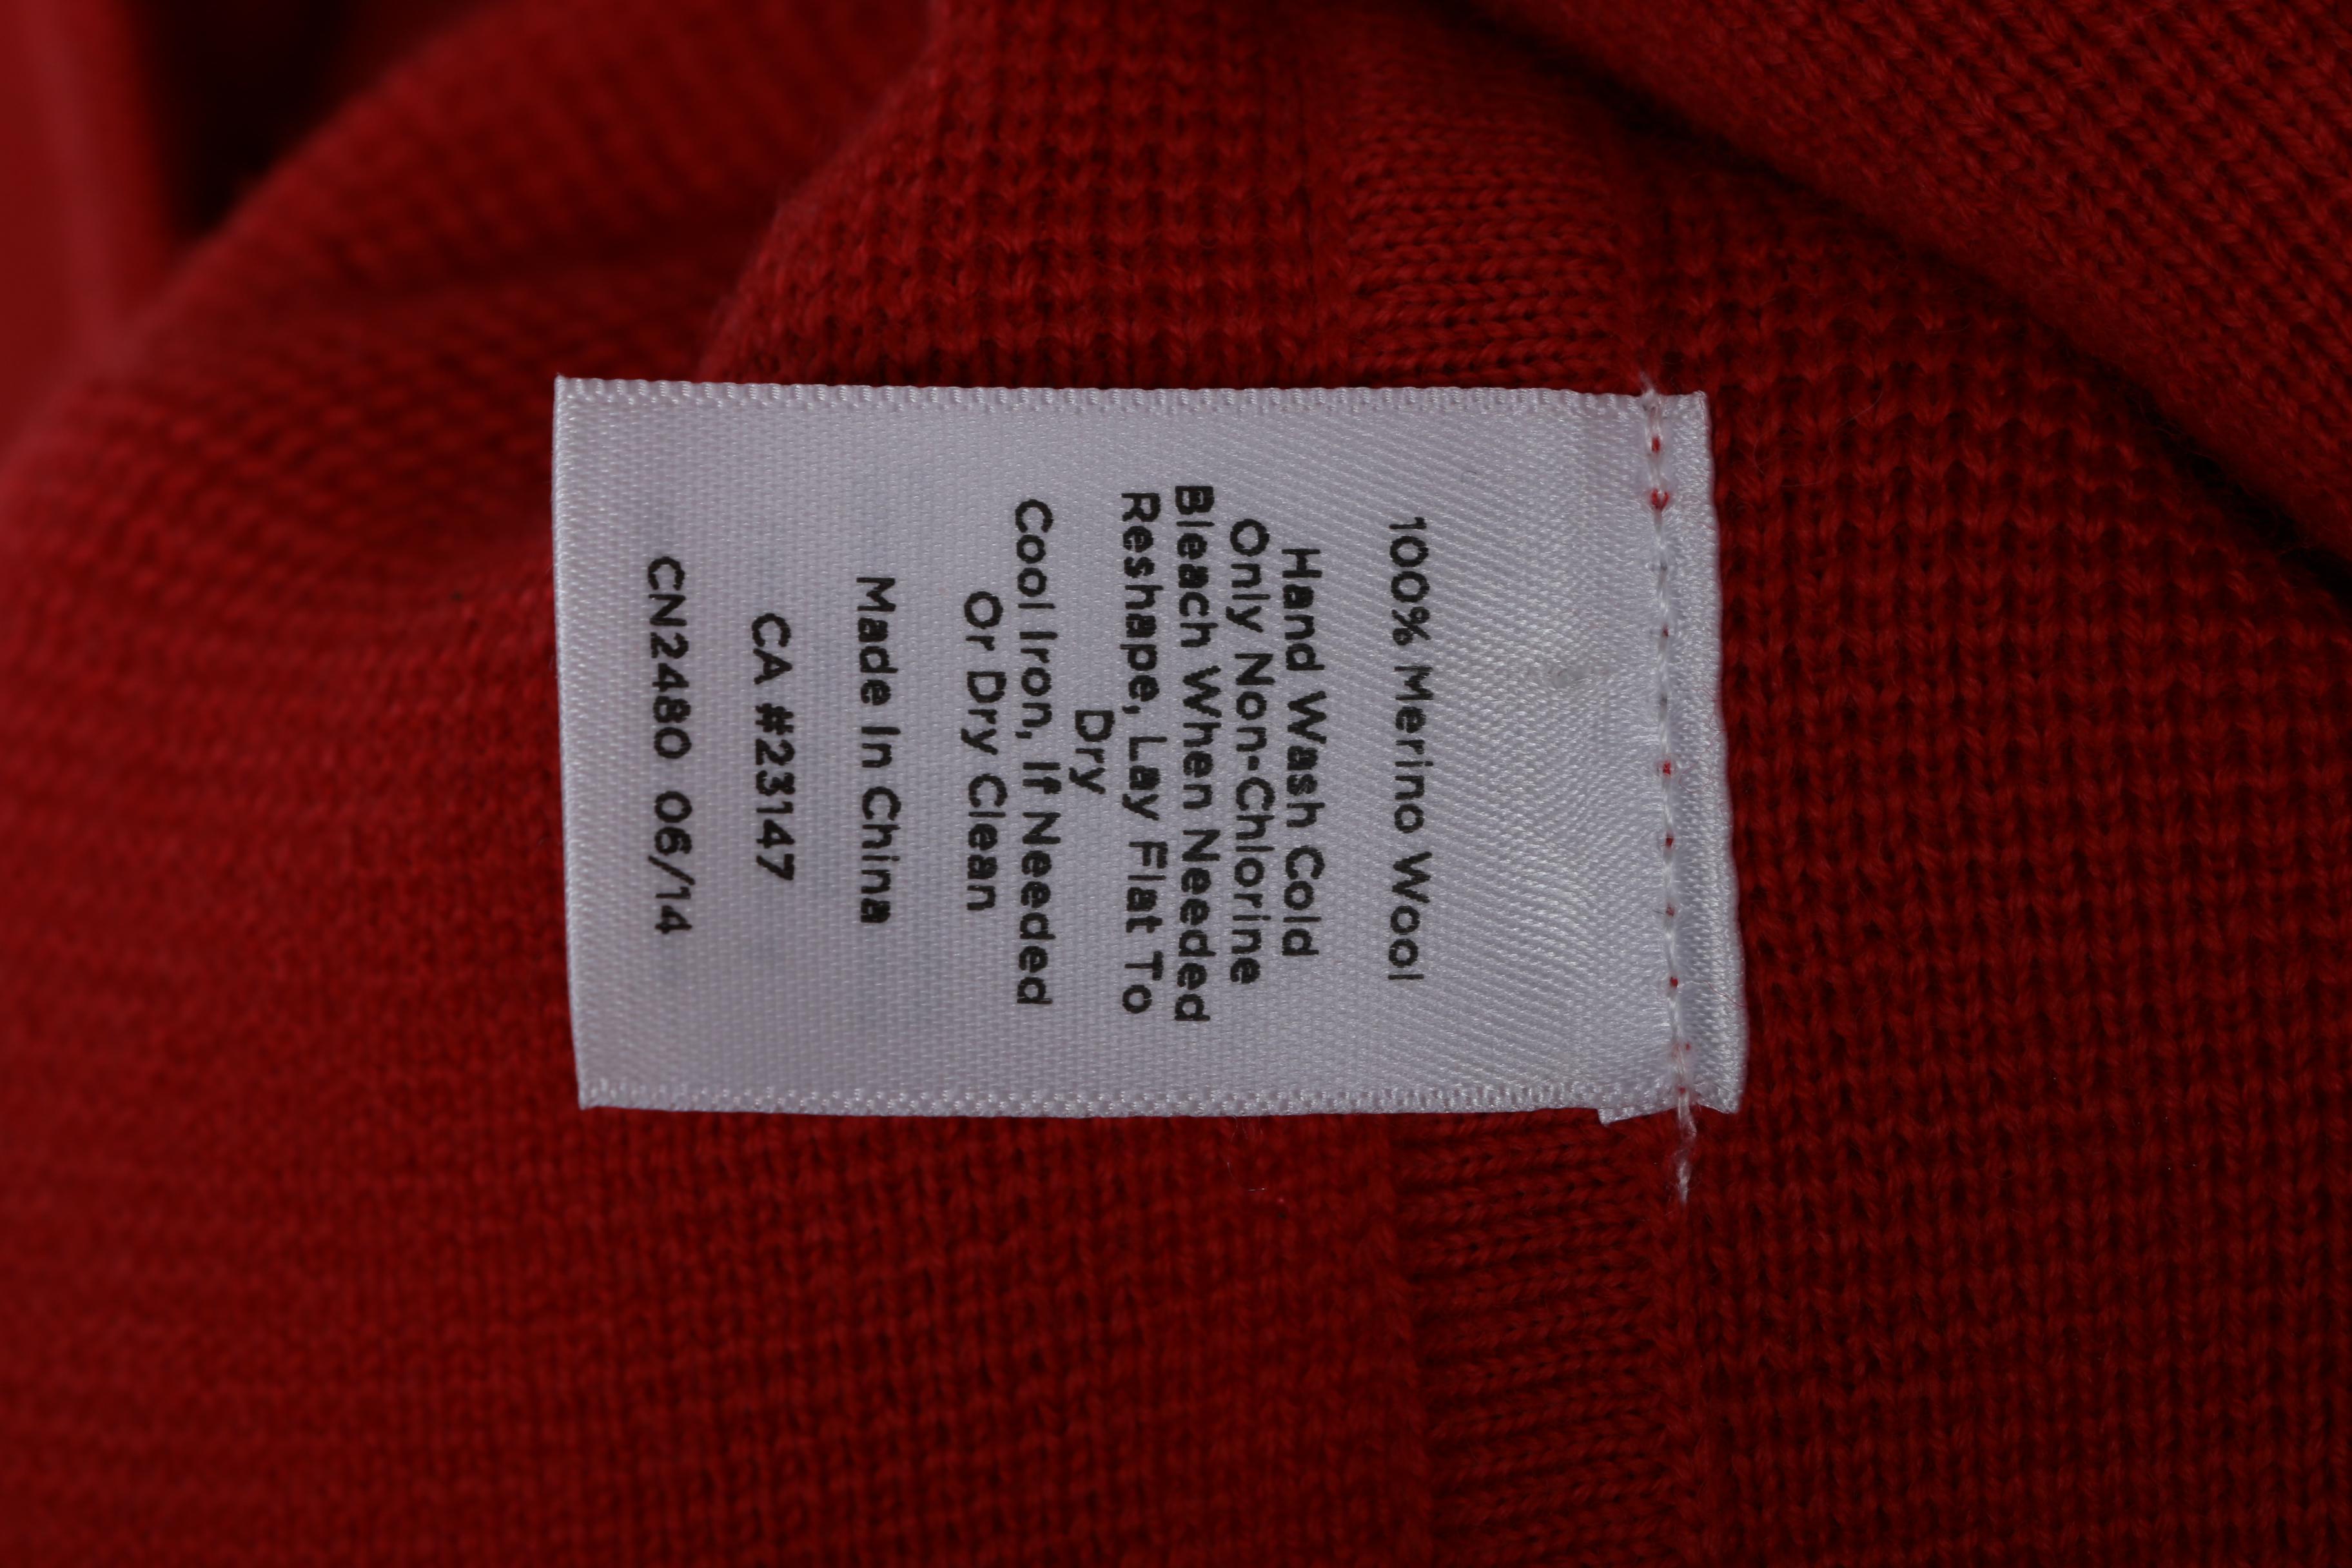 100% Merino Wool
Hand Wash Cold
Only Non-Chlorine
Bleach When Needed
Reshape, Lay Flat To
Dry
Cool Iron, If Needed
Or Dry Clean
Made In China
CA #23147
CN2480 06/14